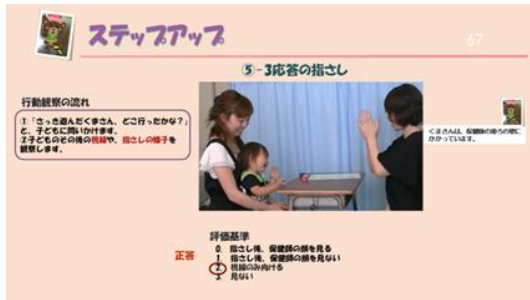 ステップアップ
67
⑤-3応答の指さし
行動観察の流れ
①「さっき遊んだくまさん、どこ行ったかな？」
と、子どもに問いかけます。
②子どものその後の視線や、指さしの様子を
観察します。
くまさんは、保健師の後ろの壁に
かかっています。
評価基準
正答
0. 指さし後、保健師の顔を見る
1. 指さし後、保健師の顔を見ない
2. 視線のみ向ける
3. 見ない